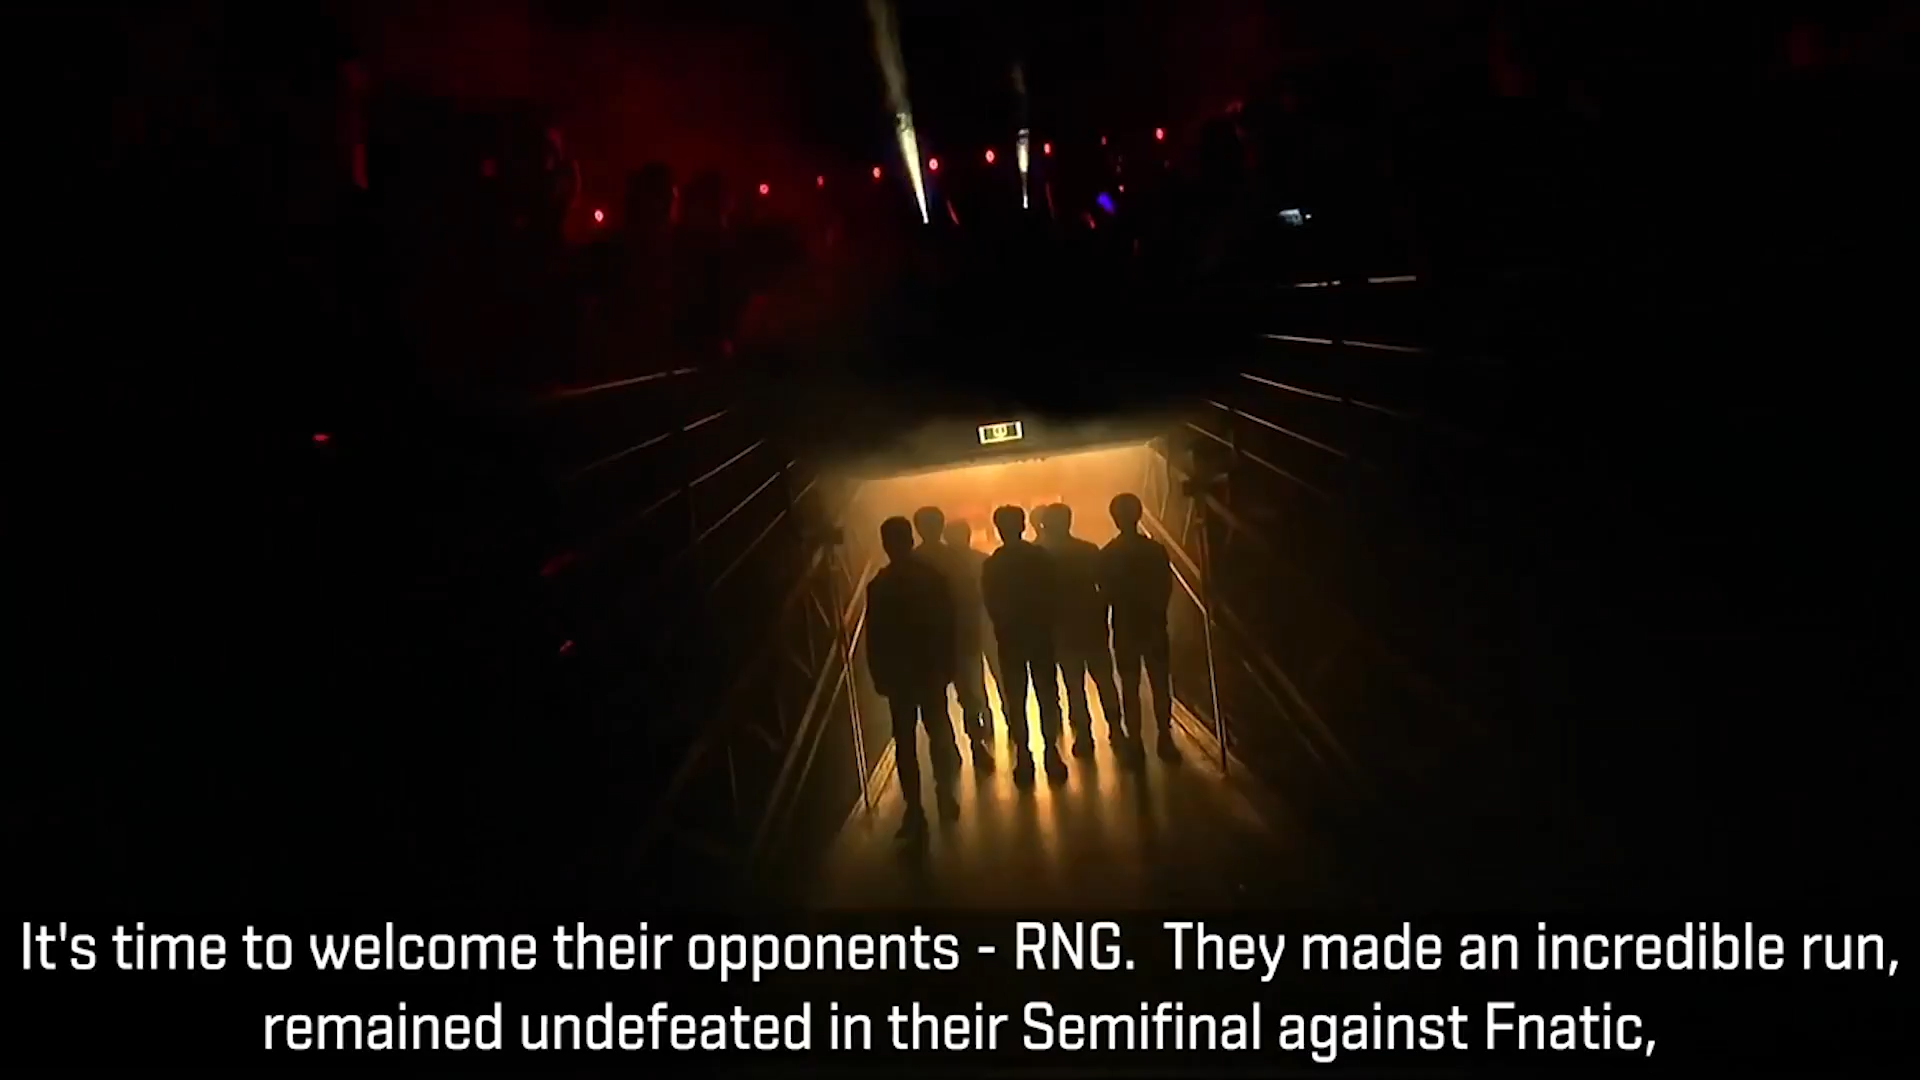 It's time to welcome their opponents - RNG.  They made an incredible run,
remained undefeated in their Semifinal against Fnatic,